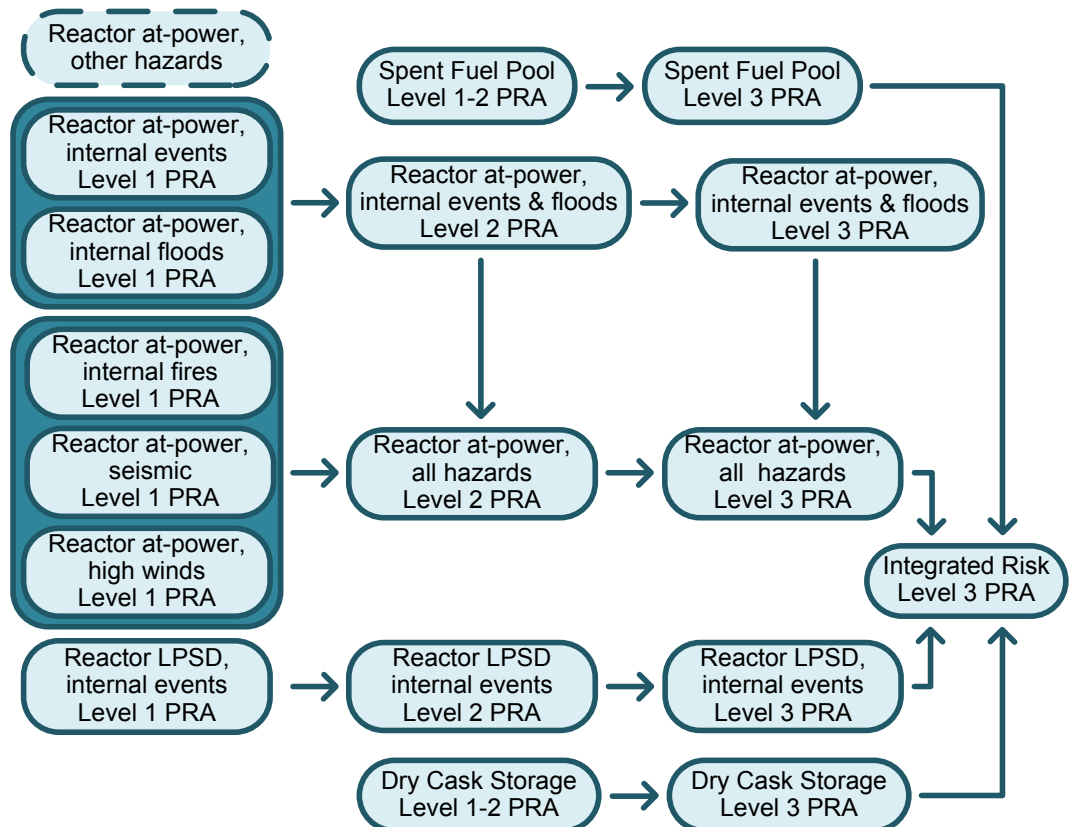 Reactor at-power,
other hazards
Reactor at-power,
internal events
Level 1 PRA
Reactor at-power,
internal floods
Level 1 PRA
Reactor at-power,
internal fires
Level 1 PRA
Reactor at-power,
seismic
Level 1 PRA
Reactor at-power,
high winds
Level 1 PRA
Reactor LPSD,
internal events
Level 1 PRA
Spent Fuel Pool
Level 1-2 PRA
Spent Fuel Pool
Level 3 PRA
Reactor at-power,
internal events & floods
Level 2 PRA
Reactor at-power,
internal events & floods
Level 3 PRA
Reactor at-power,
all hazards
Level 2 PRA
Reactor at-power,
all hazards
Level 3 PRA
Integrated Risk
Level 3 PRA
Reactor LPSD
internal events
Level 2 PRA
Reactor LPSD,
internal events
Level 3 PRA
Dry Cask Storage
Level 1-2 PRA
Dry Cask Storage
Level 3 PRA